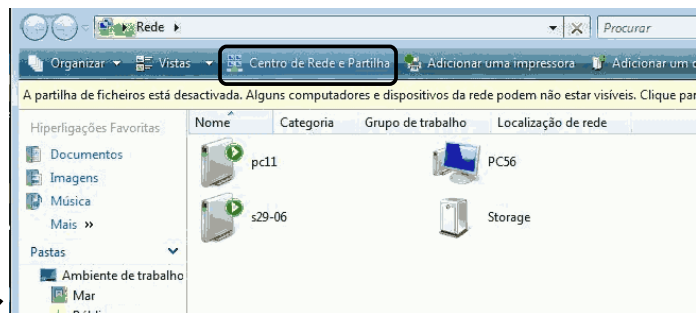 Rede
Procurar
Organizar Vistas Centro de Rede e Partilha Adicionar uma impressora Adicionar um d
A partilha de ficheiros está desactivada. Alguns computadores e dispositivos da rede podem não estar visíveis. Clique par
Hiperligações Favoritas
Documentos
Imagens
Música
Mais »
Pastas
Ambiente de trabalho
Mar
Nome Categoria Grupo de trabalho Localização de rede
pc11 PC56
s29-06 Storage